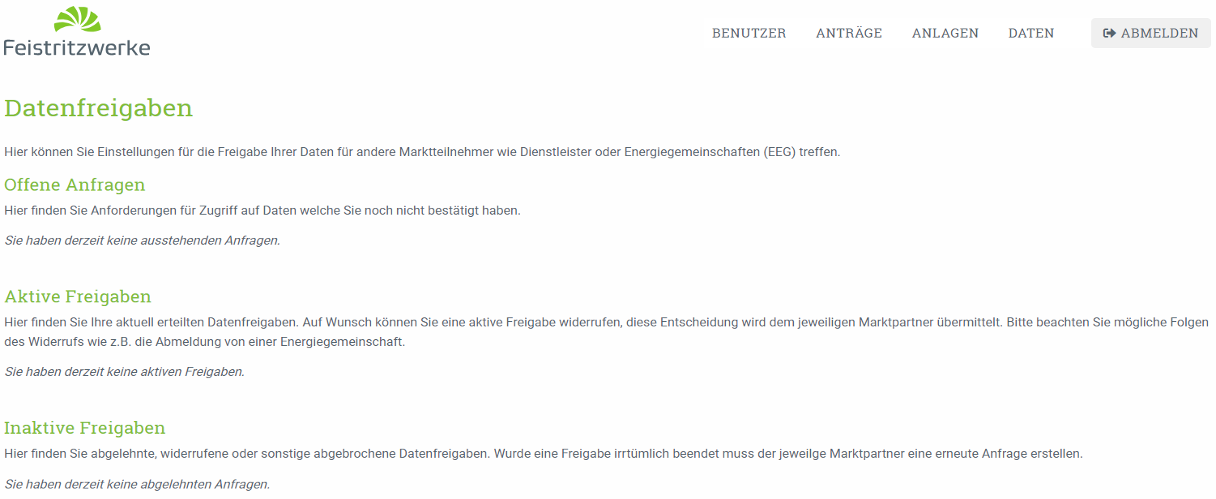 Feistritzwerke
BENUTZER ANTRÄGE ANLAGEN DATEN ABMELDEN
Datenfreigaben
Hier können Sie Einstellungen für die Freigabe Ihrer Daten für andere Marktteilnehmer wie Dienstleister oder Energiegemeinschaften (EEG) treffen.
Offene Anfragen
Hier finden Sie Anforderungen für Zugriff auf Daten welche Sie noch nicht bestätigt haben.
Sie haben derzeit keine ausstehenden Anfragen.
Aktive Freigaben
Hier finden Sie Ihre aktuell erteilten Datenfreigaben. Auf Wunsch können Sie eine aktive Freigabe widerrufen, diese Entscheidung wird dem jeweiligen Marktpartner übermittelt. Bitte beachten Sie mögliche Folgen
des Widerrufs wie z.B. die Abmeldung von einer Energiegemeinschaft.
Sie haben derzeit keine aktiven Freigaben.
Inaktive Freigaben
Hier finden Sie abgelehnte, widerrufene oder sonstige abgebrochene Datenfreigaben. Wurde eine Freigabe irrtümlich beendet muss der jeweilge Marktpartner eine erneute Anfrage erstellen.
Sie haben derzeit keine abgelehnten Anfragen.